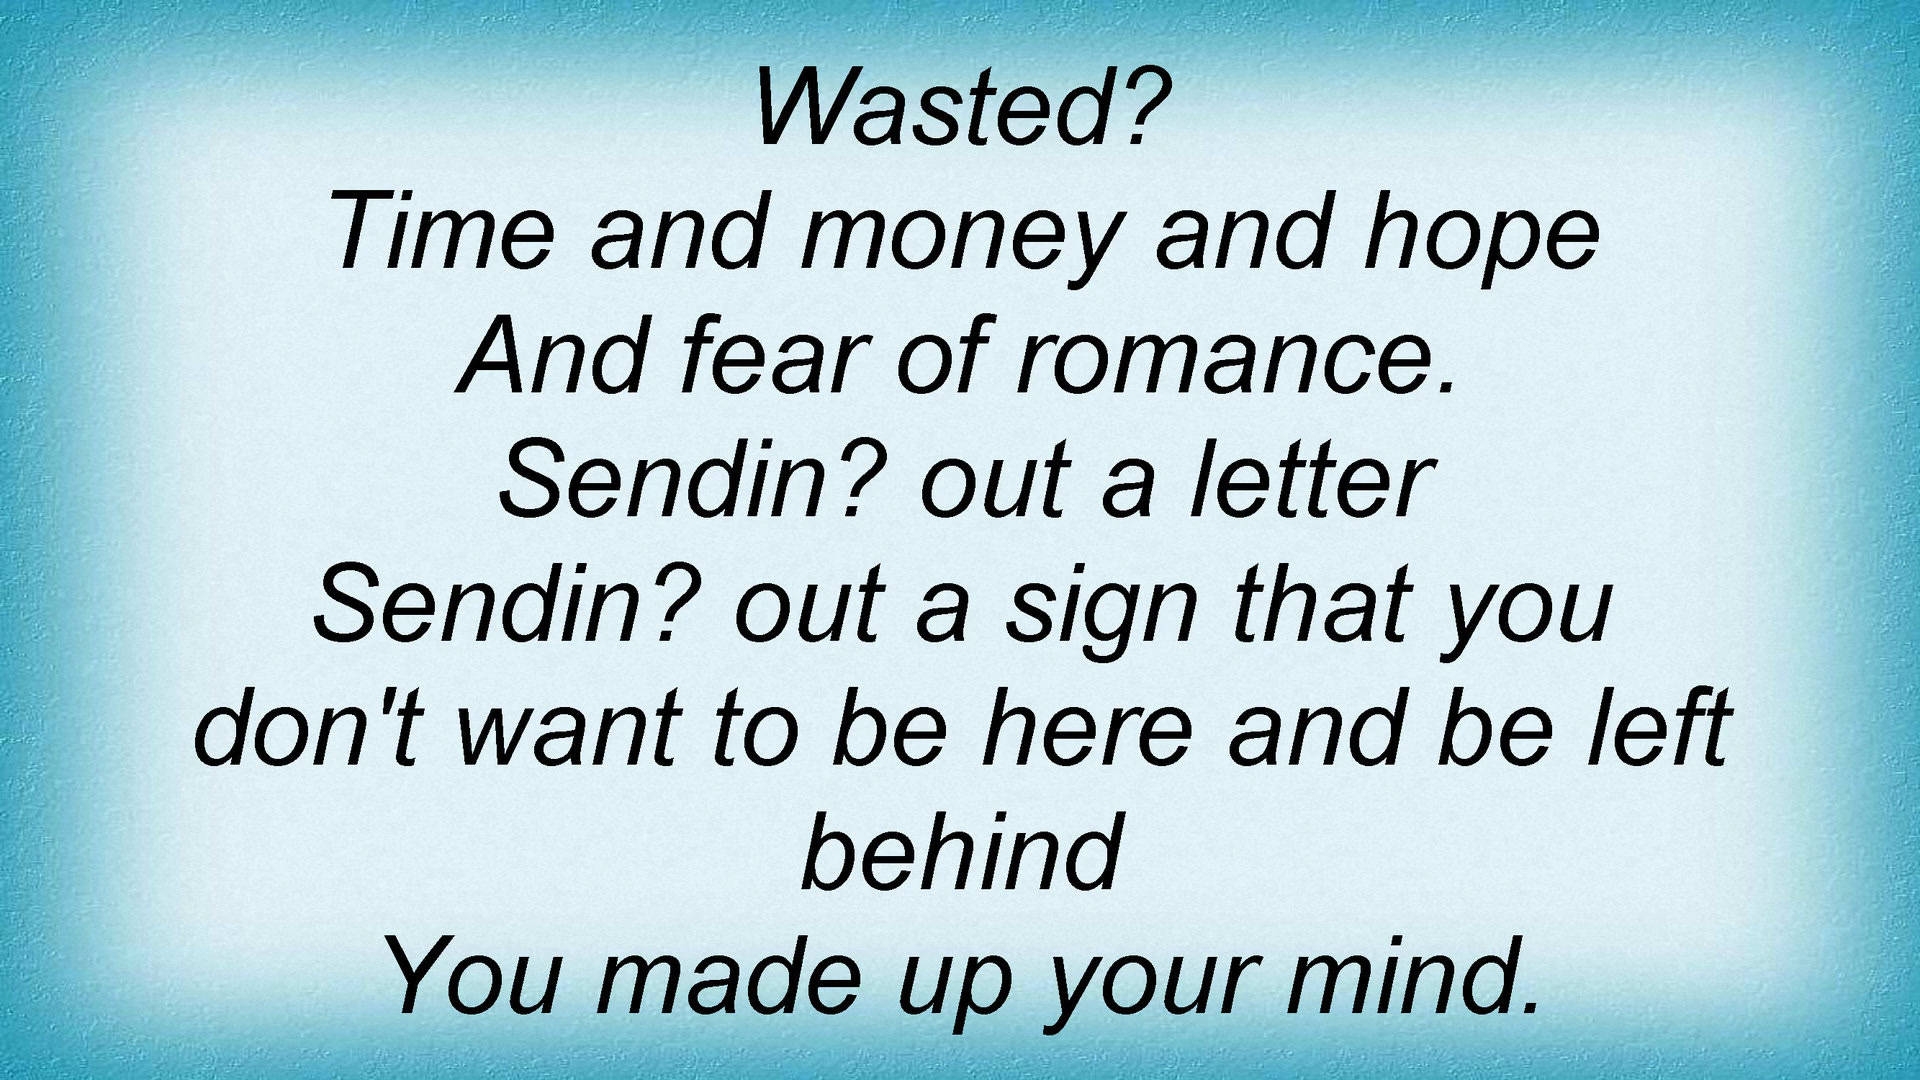 Wasted?
Time and money and hope
And fear of romance.
Sendin? out a letter
Sendin? out a sign that you
don't want to be here and be left
behind
You made up your mind.